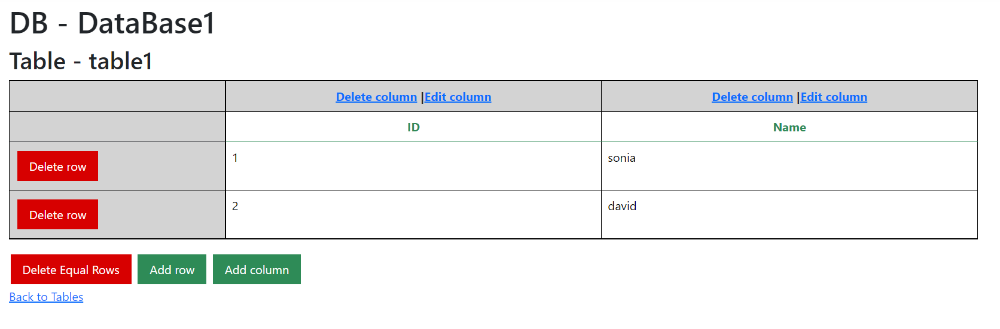 DB - DataBase1
Table - table1
Delete column |Edit column Delete column |Edit column
ID Name
Delete row 1 sonia
Delete row 2 david
Delete Equal Rows Add row Add column
Back to Tables